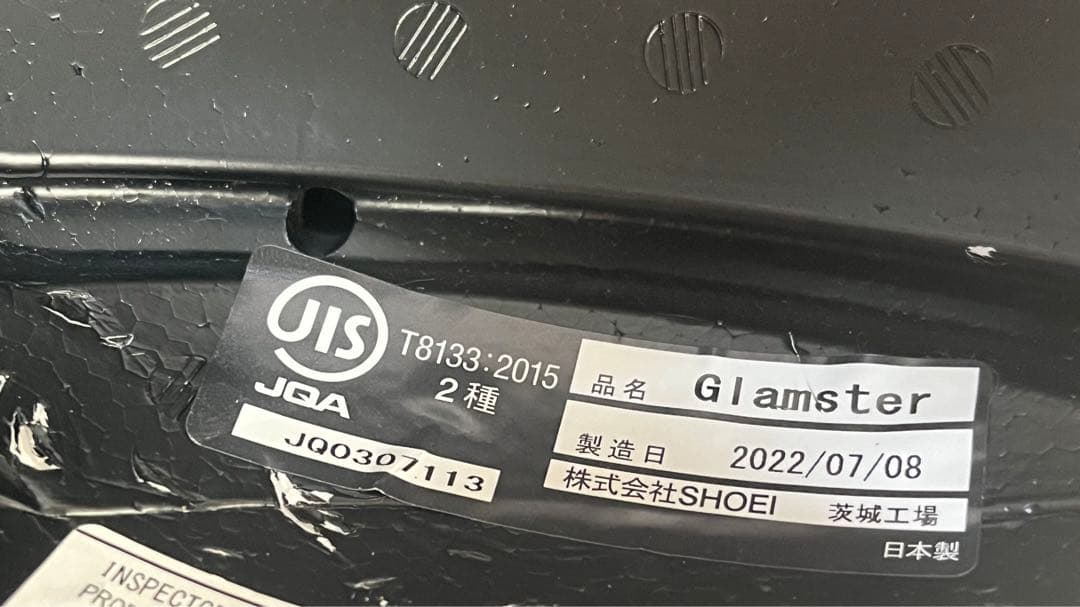 JIS
JQA
T8133:2015
2種
JQ0307113
品名 Glamster
製造日 2022/07/08
株式会社SHOEI 茨城工場
日本製